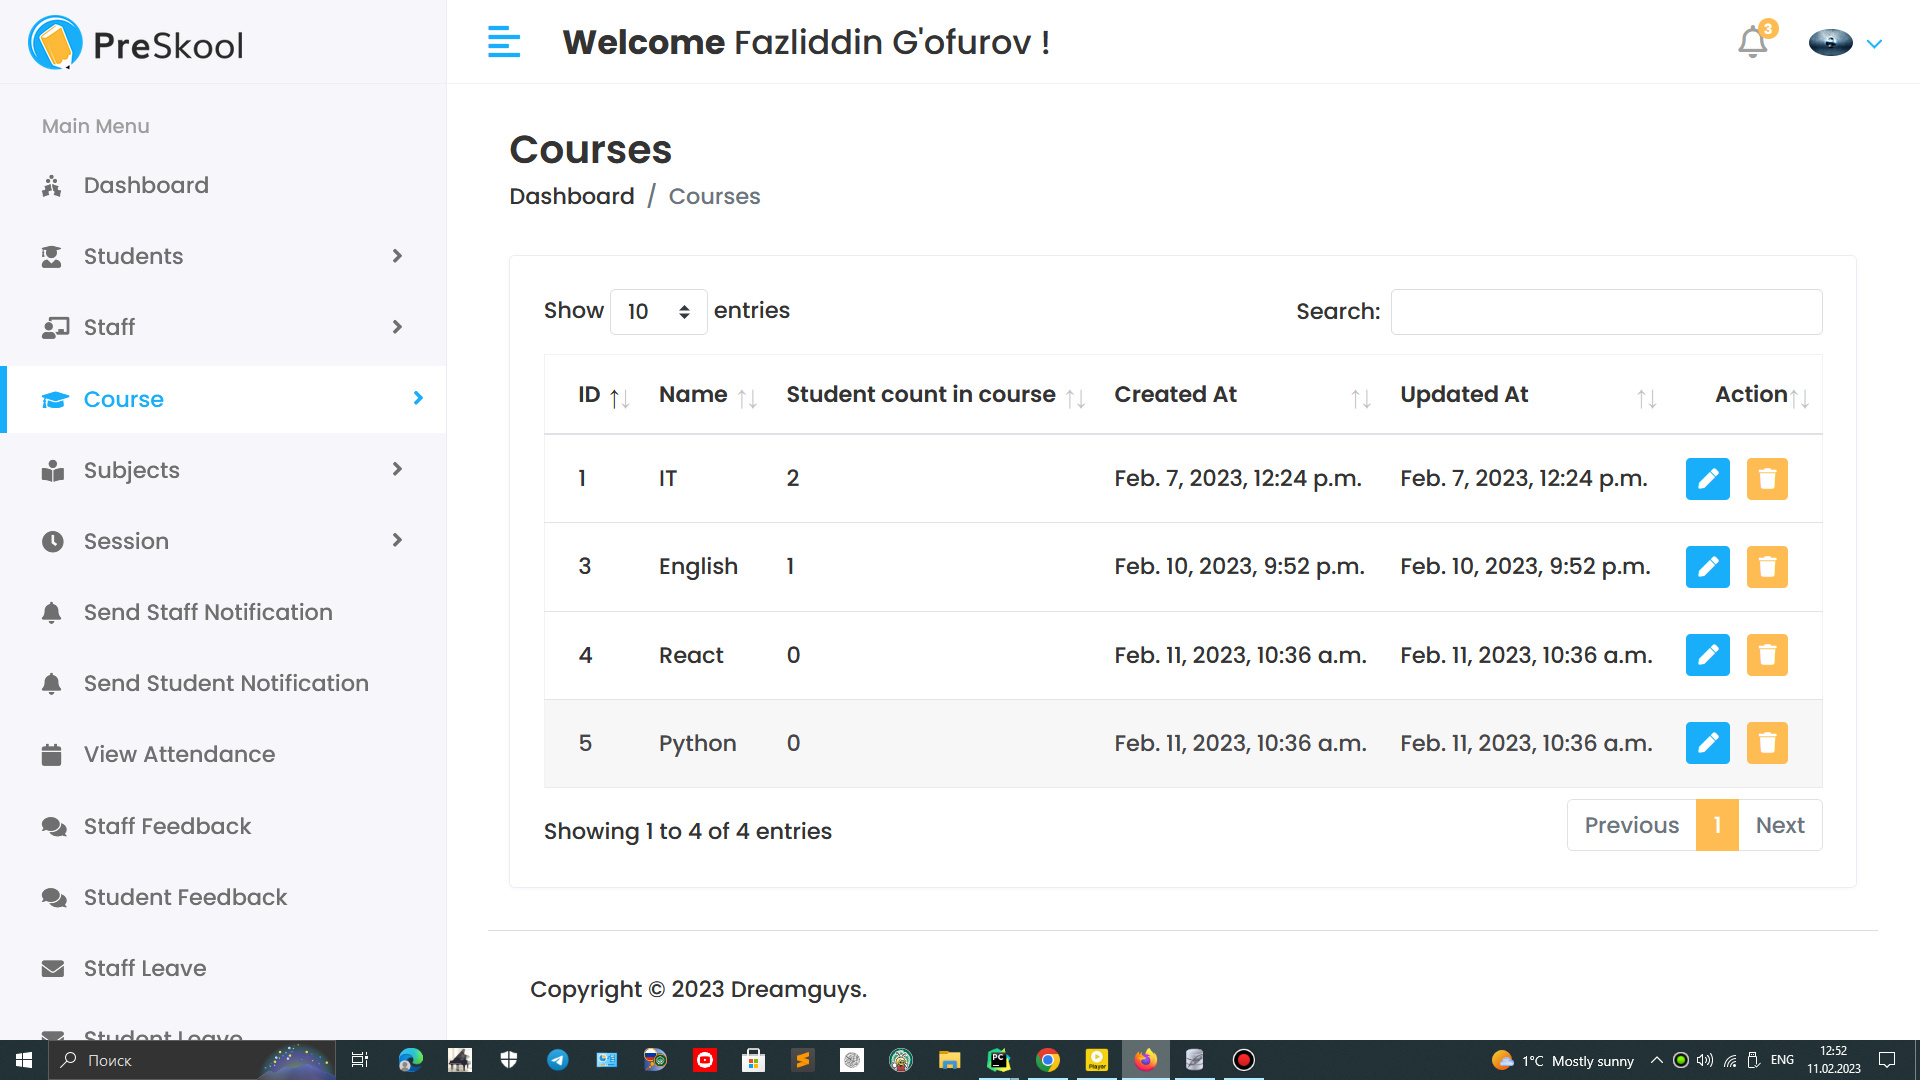 PreSkool
Welcome Fazliddin G'ofurov !
3
Main Menu
Dashboard
Students
Staff
Course
Subjects
Session
Send Staff Notification
Send Student Notification
View Attendance
Staff Feedback
Student Feedback
Staff Leave
Student Leave
Courses
Dashboard / Courses
Show 10 entries
Search:
ID Name Student count in course Created At Updated At Action
1 IT 2 Feb. 7, 2023, 12:24 p.m. Feb. 7, 2023, 12:24 p.m.
3 English 1 Feb. 10, 2023, 9:52 p.m. Feb. 10, 2023, 9:52 p.m.
4 React 0 Feb. 11, 2023, 10:36 a.m. Feb. 11, 2023, 10:36 a.m.
5 Python 0 Feb. 11, 2023, 10:36 a.m. Feb. 11, 2023, 10:36 a.m.
Showing 1 to 4 of 4 entries
Previous 1 Next
Copyright © 2023 Dreamguys.
Поиск
PC
Player
1°C Mostly sunny
ENG
12:52
11.02.2023